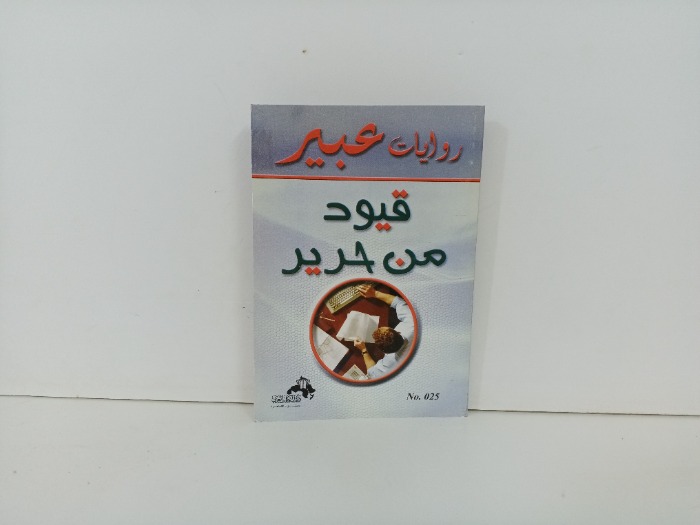 روايات عبير
قيود
من حرير
No. 025